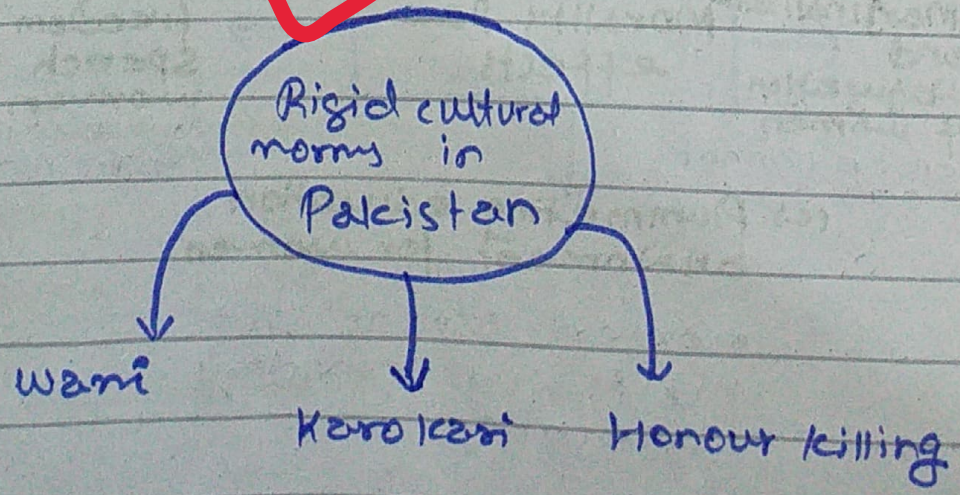 Rigid cultural
norms in
Pakistan
wani
Karo kari
Honour killing